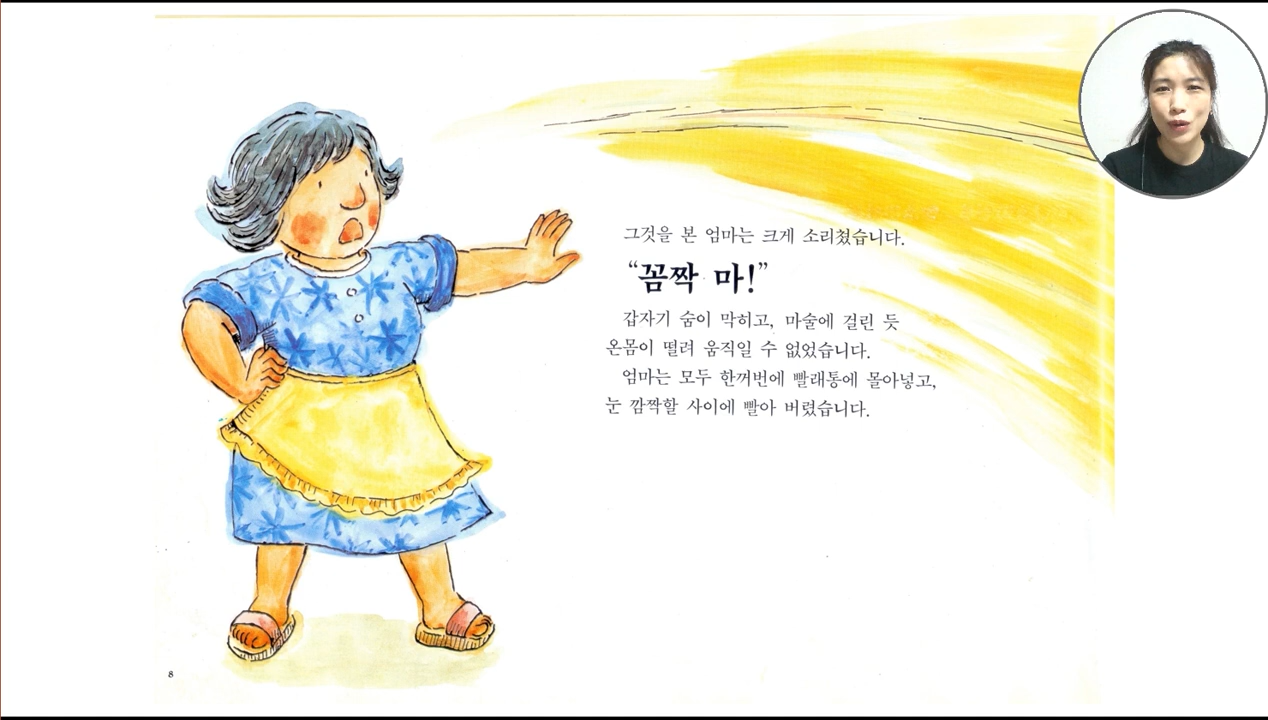 그것을 본 엄마는 크게 소리쳤습니다.
“꼼짝 마!”
갑자기 숨이 막히고, 마술에 걸린 듯
온몸이 떨려 움직일 수 없었습니다.
엄마는 모두 한꺼번에 빨래통에 몰아넣고,
눈 깜짝할 사이에 빨아 버렸습니다.
8